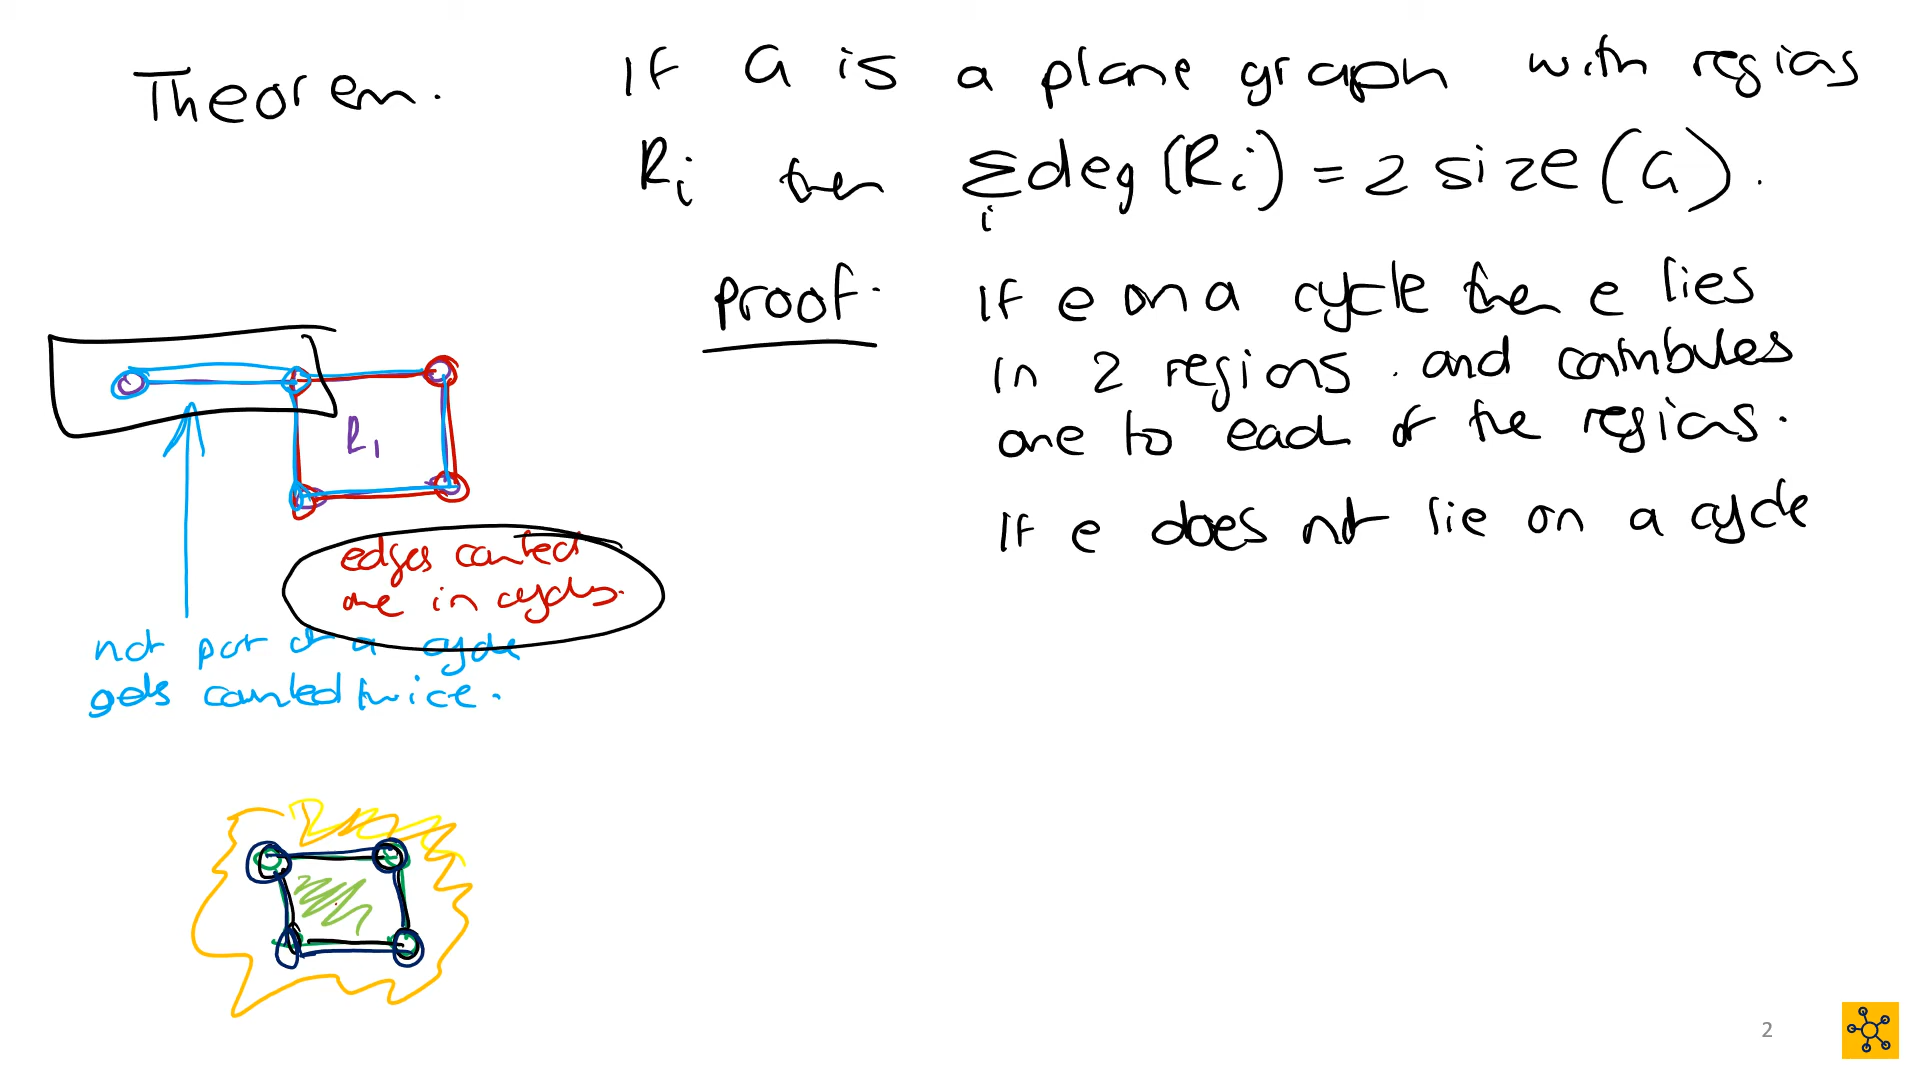 Theorem. If G is a plane graph with regions
Ri then ∑i deg(Ri) = 2 size(G).
Proof. If e on a cycle then e lies
in 2 regions. and contributes
one to each of the regions.
If e does not lie on a cycle
R1
edges counted
one in cycles.
not part of a cycle
gets counted twice.
2